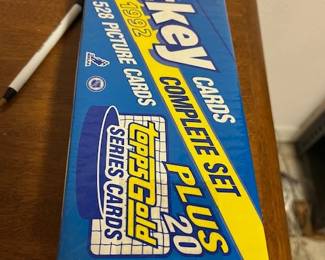 key CARDS
1992 COMPLETE SET
528 PICTURE CARDS
PLUS 20
topps Gold
SERIES CARDS